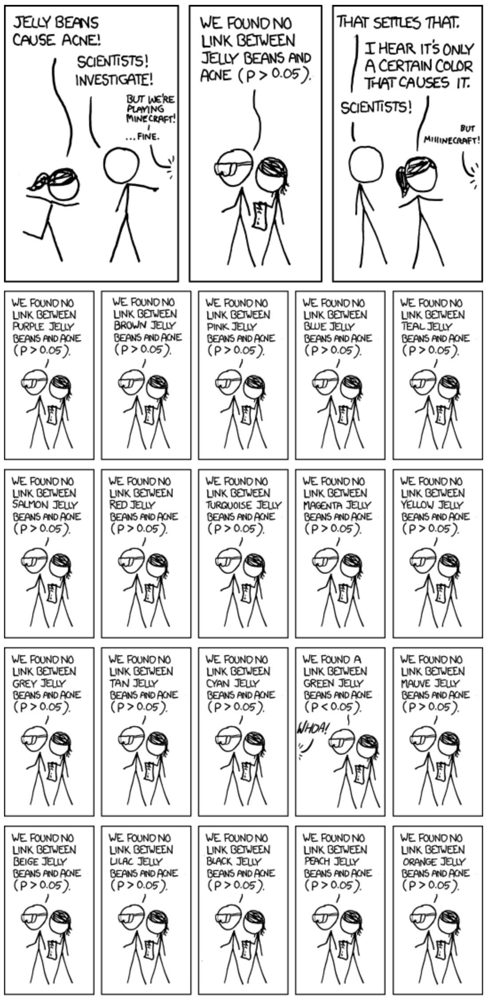 JELLY BEANS
CAUSE ACNE!
SCIENTISTS!
INVESTIGATE!
BUT WE'RE
PLAYING
MINECRAFT!
...FINE.
WE FOUND NO
LINK BETWEEN
JELLY BEANS AND
ACNE (P > 0.05).
THAT SETTLES THAT.
I HEAR IT'S ONLY
A CERTAIN COLOR
THAT CAUSES IT.
SCIENTISTS!
BUT
MIIIINECRAFT!
WE FOUND NO
LINK BETWEEN
PURPLE JELLY
BEANS AND ACNE
(P > 0.05).
WE FOUND NO
LINK BETWEEN
BROWN JELLY
BEANS AND ACNE
(P > 0.05).
WE FOUND NO
LINK BETWEEN
PINK JELLY
BEANS AND ACNE
(P > 0.05).
WE FOUND NO
LINK BETWEEN
BLUE JELLY
BEANS AND ACNE
(P > 0.05).
WE FOUND NO
LINK BETWEEN
TEAL JELLY
BEANS AND ACNE
(P > 0.05).
WE FOUND NO
LINK BETWEEN
SALMON JELLY
BEANS AND ACNE
(P > 0.05).
WE FOUND NO
LINK BETWEEN
RED JELLY
BEANS AND ACNE
(P > 0.05).
WE FOUND NO
LINK BETWEEN
TURQUOISE JELLY
BEANS AND ACNE
(P > 0.05).
WE FOUND NO
LINK BETWEEN
MAGENTA JELLY
BEANS AND ACNE
(P > 0.05).
WE FOUND NO
LINK BETWEEN
YELLOW JELLY
BEANS AND ACNE
(P > 0.05).
WE FOUND NO
LINK BETWEEN
GREY JELLY
BEANS AND ACNE
(P > 0.05).
WE FOUND NO
LINK BETWEEN
TAN JELLY
BEANS AND ACNE
(P > 0.05).
WE FOUND NO
LINK BETWEEN
CYAN JELLY
BEANS AND ACNE
(P > 0.05).
WE FOUND A
LINK BETWEEN
GREEN JELLY
BEANS AND ACNE
(P < 0.05).
WHOA!
WE FOUND NO
LINK BETWEEN
MAUVE JELLY
BEANS AND ACNE
(P > 0.05).
WE FOUND NO
LINK BETWEEN
BEIGE JELLY
BEANS AND ACNE
(P > 0.05).
WE FOUND NO
LINK BETWEEN
LILAC JELLY
BEANS AND ACNE
(P > 0.05).
WE FOUND NO
LINK BETWEEN
BLACK JELLY
BEANS AND ACNE
(P > 0.05).
WE FOUND NO
LINK BETWEEN
PEACH JELLY
BEANS AND ACNE
(P > 0.05).
WE FOUND NO
LINK BETWEEN
ORANGE JELLY
BEANS AND ACNE
(P > 0.05).